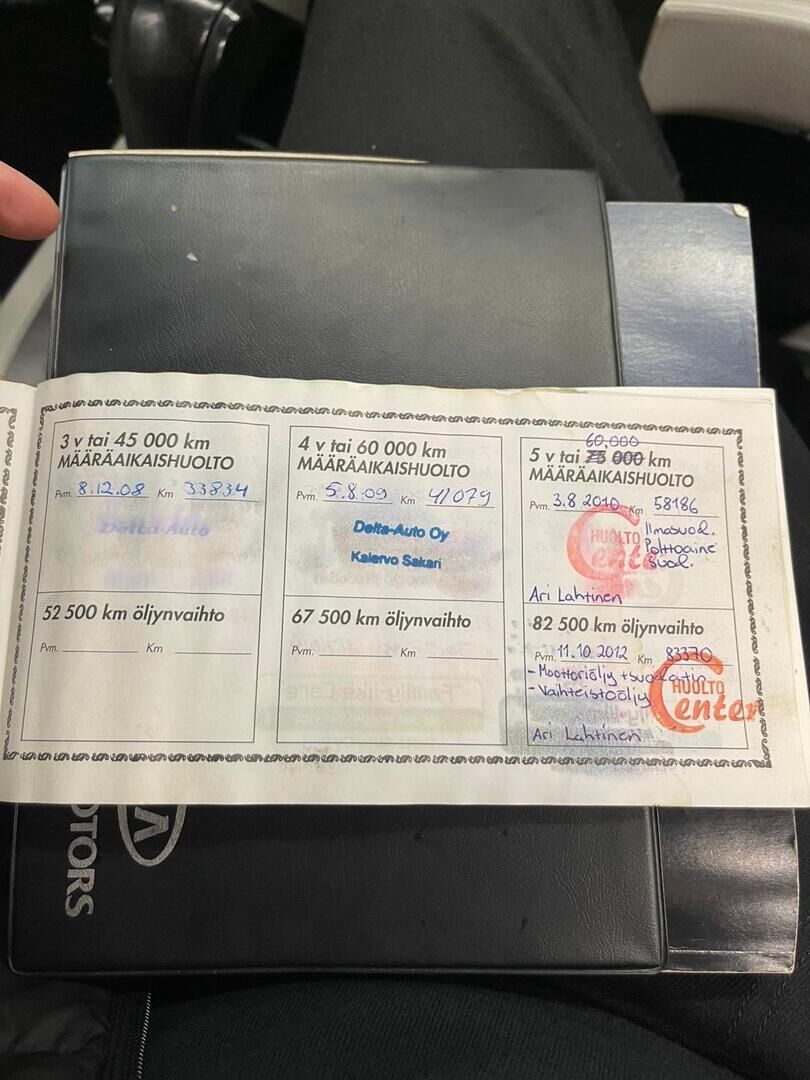 3 v tai 45 000 km
MÄÄRÄAIKAISHUOLTO
Pvm. 8.12.08 Km 33834
Delta-Auto
52 500 km öljynvaihto
Pvm. Km
4 v tai 60 000 km
MÄÄRÄAIKAISHUOLTO
Pvm. 5.8.09 Km 41079
Delta-Auto Oy
Kalervo Sakari
67 500 km öljynvaihto
Pvm. Km
60,000
5 v tai 75 000 km
MÄÄRÄAIKAISHUOLTO
Pvm. 3.8 2010 Km 58186
HUOLTO
Center
Ilmasuod.
Polttoaine
suod.
Ari Lahtinen
82 500 km öljynvaihto
Pvm. 11.10.2012 Km 83370
- Moottoriöljy +
- Vaihteistoöljy
HUOLTO
Center
Ari Lahtinen
OTORS